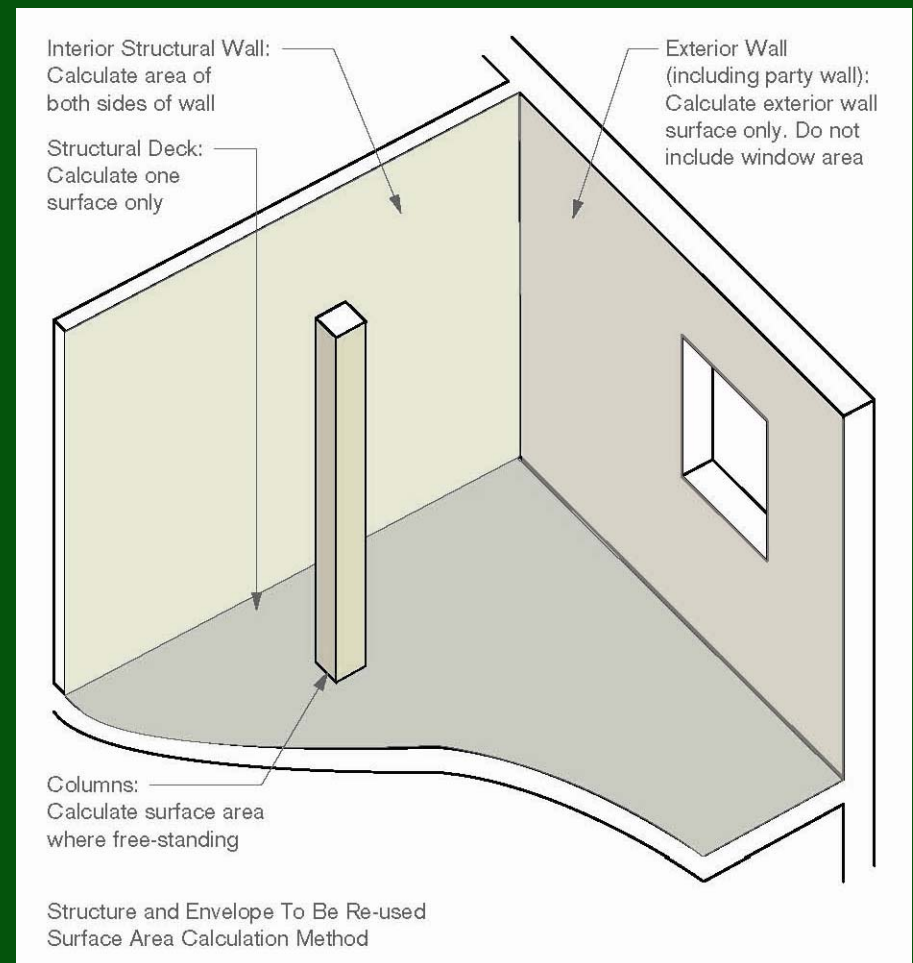 Interior Structural Wall:
Calculate area of
both sides of wall
Structural Deck:
Calculate one
surface only
Exterior Wall
(including party wall):
Calculate exterior wall
surface only. Do not
include window area
Columns:
Calculate surface area
where free-standing
Structure and Envelope To Be Re-used
Surface Area Calculation Method